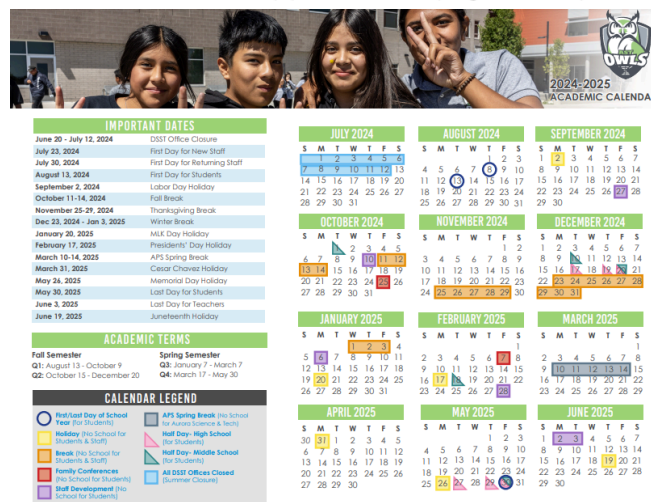 OWLS
2024-2025
ACADEMIC CALENDA
IMPORTANT DATES
June 20 - July 12, 2024 DSST Office Closure
July 23, 2024 First Day for New Staff
July 30, 2024 First Day for Returning Staff
August 13, 2024 First Day for Students
September 2, 2024 Labor Day Holiday
October 11-14, 2024 Fall Break
November 25-29, 2024 Thanksgiving Break
Dec 23, 2024 - Jan 3, 2025 Winter Break
January 20, 2025 MLK Day Holiday
February 17, 2025 Presidents' Day Holiday
March 10-14, 2025 APS Spring Break
March 31, 2025 Cesar Chavez Holiday
May 26, 2025 Memorial Day Holiday
May 30, 2025 Last Day for Students
June 3, 2025 Last Day for Teachers
June 19, 2025 Juneteenth Holiday
ACADEMIC TERMS
Fall Semester
Q1: August 13 - October 9
Q2: October 15 - December 20
Spring Semester
Q3: January 7 - March 7
Q4: March 17 - May 30
CALENDAR LEGEND
First/Last Day of School
Year (for Students)
Holiday (No School for
Students & Staff)
Break (No School for
Students & Staff)
Family Conferences
(No School for Students)
Staff Development (No
School for Students)
APS Spring Break (No School
for Aurora Science & Tech)
Half Day- High School
(for Students)
Half Day- Middle School
(for Students)
All DSST Offices Closed
(Summer Closure)
JULY 2024
S M T W T F S
1 2 3 4 5 6
7 8 9 10 11 12 13
14 15 16 17 18 19 20
21 22 23 24 25 26 27
28 29 30 31
AUGUST 2024
S M T W T F S
1 2 3
4 5 6 7 8 9 10
11 12 13 14 15 16 17
18 19 20 21 22 23 24
25 26 27 28 29 30 31
SEPTEMBER 2024
S M T W T F S
1 2 3 4 5 6 7
8 9 10 11 12 13 14
15 16 17 18 19 20 21
22 23 24 25 26 27 28
29 30
OCTOBER 2024
S M T W T F S
1 2 3 4 5
6 7 8 9 10 11 12
13 14 15 16 17 18 19
20 21 22 23 24 25 26
27 28 29 30 31
NOVEMBER 2024
S M T W T F S
1 2
3 4 5 6 7 8 9
10 11 12 13 14 15 16
17 18 19 20 21 22 23
24 25 26 27 28 29 30
DECEMBER 2024
S M T W T F S
1 2 3 4 5 6 7
8 9 10 11 12 13 14
15 16 17 18 19 20 21
22 23 24 25 26 27 28
29 30 31
JANUARY 2025
S M T W T F S
1 2 3 4
5 6 7 8 9 10 11
12 13 14 15 16 17 18
19 20 21 22 23 24 25
26 27 28 29 30 31
FEBRUARY 2025
S M T W T F S
1
2 3 4 5 6 7 8
9 10 11 12 13 14 15
16 17 18 19 20 21 22
23 24 25 26 27 28
MARCH 2025
S M T W T F S
1
2 3 4 5 6 7 8
9 10 11 12 13 14 15
16 17 18 19 20 21 22
23 24 25 26 27 28 29
APRIL 2025
S M T W T F S
30 31 1 2 3 4 5
6 7 8 9 10 11 12
13 14 15 16 17 18 19
20 21 22 23 24 25 26
27 28 29 30
MAY 2025
S M T W T F S
1 2 3
4 5 6 7 8 9 10
11 12 13 14 15 16 17
18 19 20 21 22 23 24
25 26 27 28 29 30 31
JUNE 2025
S M T W T F S
1 2 3 4 5 6 7
8 9 10 11 12 13 14
15 16 17 18 19 20 21
22 23 24 25 26 27 28
29 30